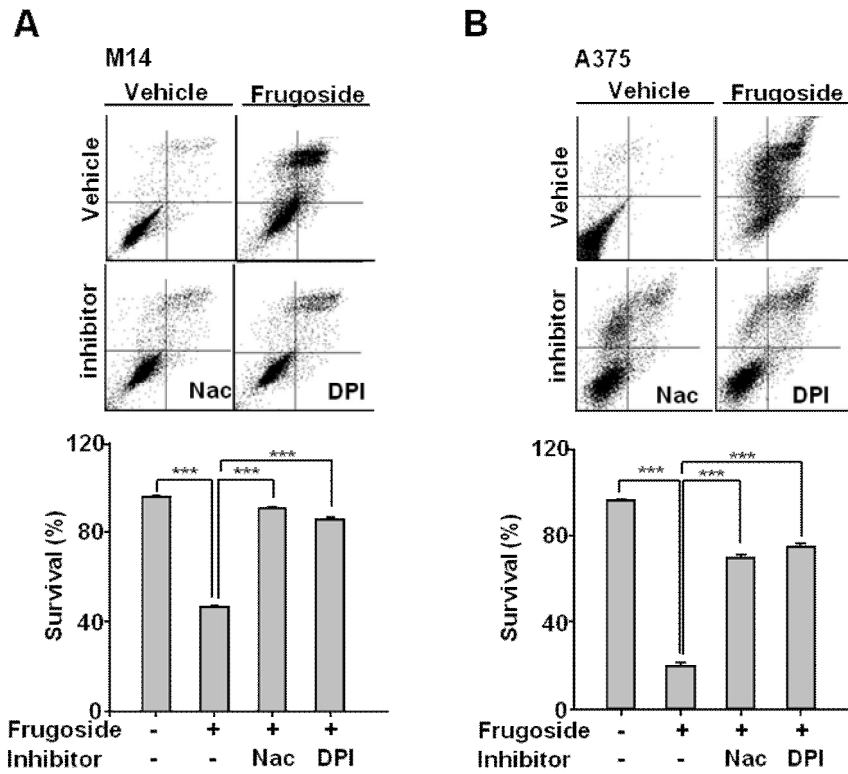 A
M14
Vehicle Frugoside
Vehicle
inhibitor
Nac DPI
120
80
40
0
Survival (%)
*** *** ***
Frugoside - + + +
Inhibitor - - Nac DPI
B
A375
Vehicle Frugoside
Vehicle
inhibitor
Nac DPI
120
80
40
0
Survival (%)
*** *** ***
Frugoside - + + +
Inhibitor - - Nac DPI